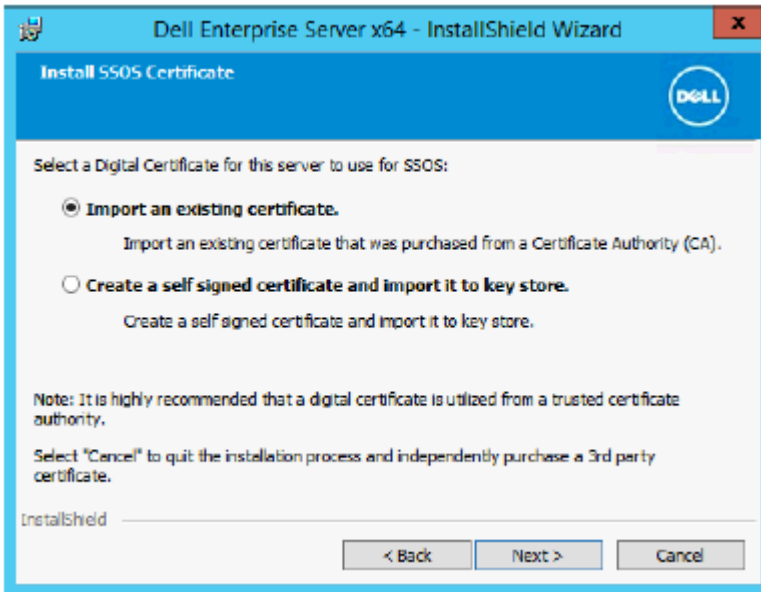 Dell Enterprise Server x64 - InstallShield Wizard
x
Install SSOS Certificate
DELL
Select a Digital Certificate for this server to use for SSOS:
Import an existing certificate.
Import an existing certificate that was purchased from a Certificate Authority (CA).
Create a self signed certificate and import it to key store.
Create a self signed certificate and import it to key store.
Note: It is highly recommended that a digital certificate is utilized from a trusted certificate
authority.
Select "Cancel" to quit the installation process and independently purchase a 3rd party
certificate.
InstallShield
< Back
Next >
Cancel